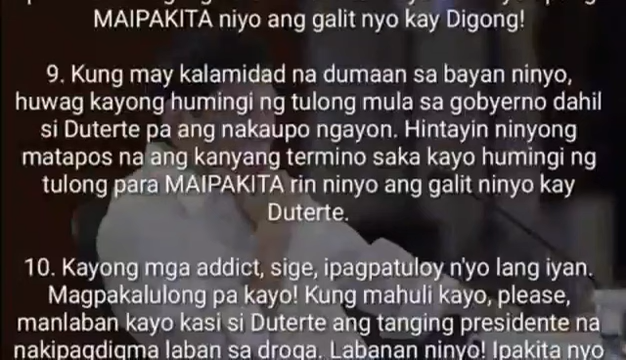 MAIPAKITA niyo ang galit nyo kay Digong!
9. Kung may kalamidad na dumaan sa bayan ninyo,
huwag kayong humingi ng tulong mula sa gobyerno dahil
si Duterte pa ang nakaupo ngayon. Hintayin ninyong
matapos na ang kanyang termino saka kayo humingi ng
tulong para MAIPAKITA rin ninyo ang galit ninyo kay
Duterte.
10. Kayong mga addict, sige, ipagpatuloy n'yo lang iyan.
Magpakalulong pa kayo! Kung mahuli kayo, please,
manlaban kayo kasi si Duterte ang tanging presidente na
nakipagdigma laban sa droga. Labanan ninyo! Ipakita nyo